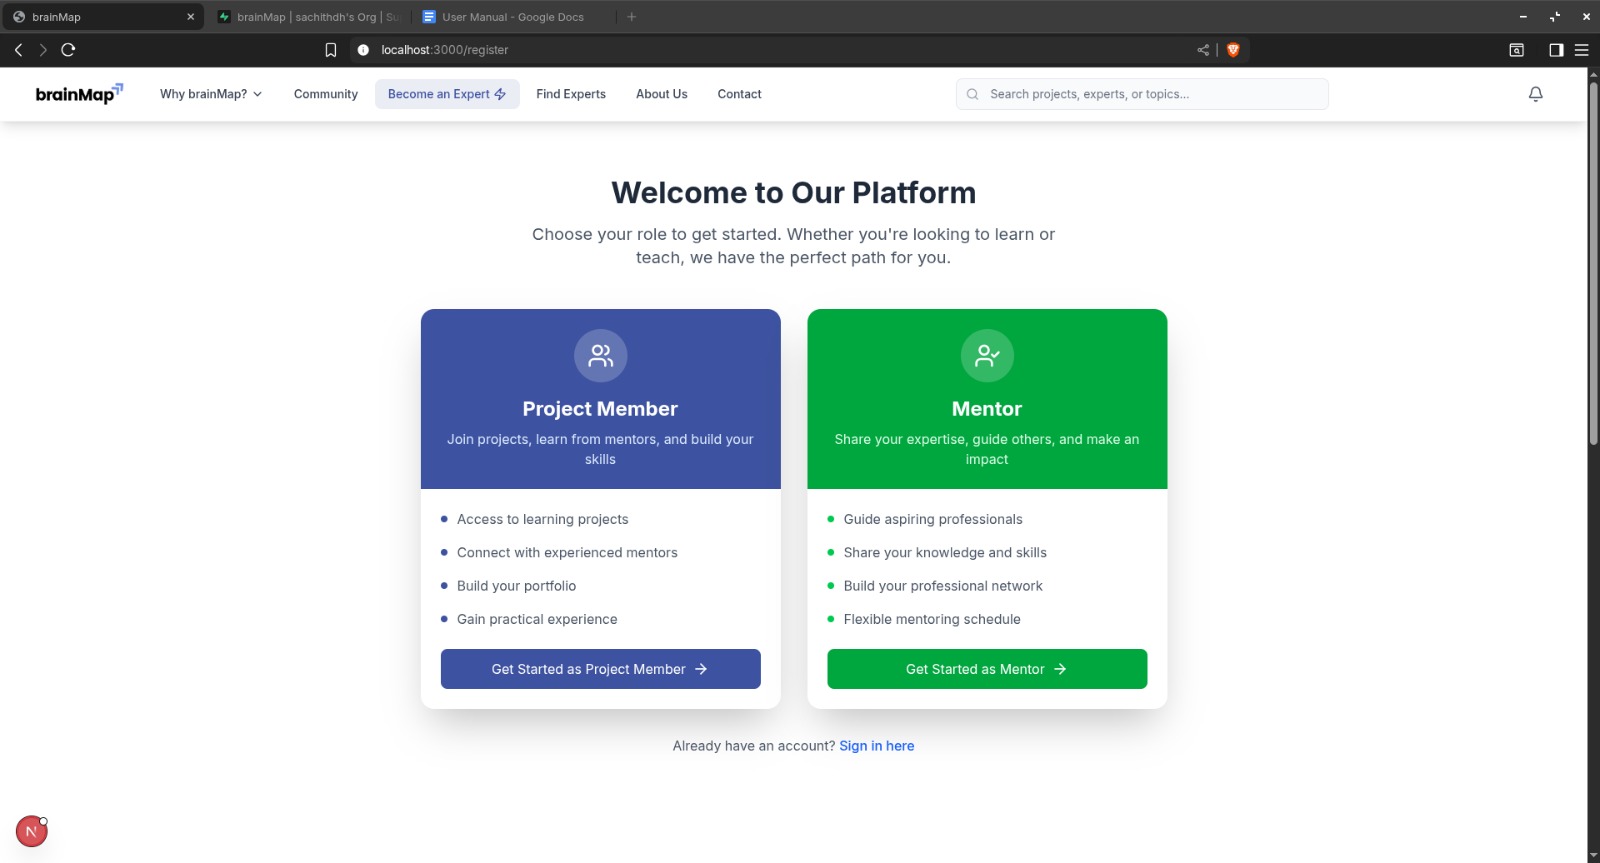 brainMap
brainMap | sachithdh's Org | Su
User Manual - Google Docs
localhost:3000/register
brainMap
Why brainMap?
Community
Become an Expert
Find Experts
About Us
Contact
Search projects, experts, or topics...
Welcome to Our Platform
Choose your role to get started. Whether you're looking to learn or
teach, we have the perfect path for you.
Project Member
Join projects, learn from mentors, and build your
skills
Access to learning projects
Connect with experienced mentors
Build your portfolio
Gain practical experience
Get Started as Project Member
Mentor
Share your expertise, guide others, and make an
impact
Guide aspiring professionals
Share your knowledge and skills
Build your professional network
Flexible mentoring schedule
Get Started as Mentor
Already have an account? Sign in here
N